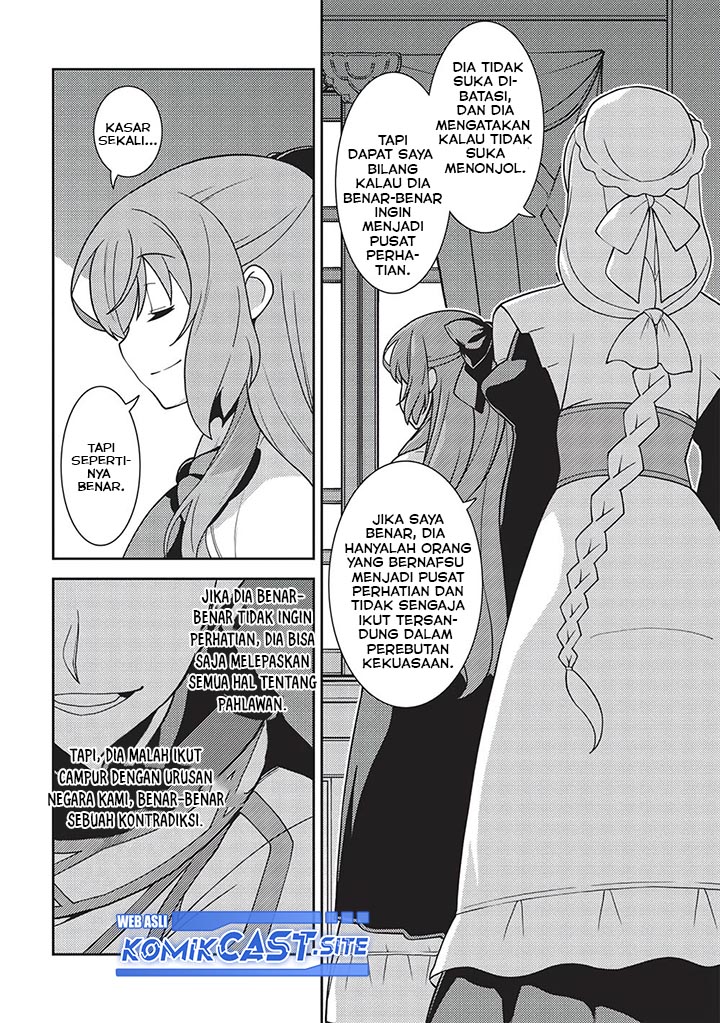 DIA TIDAK
SUKA DI-
BATASI,
DAN DIA
MENGATAKAN
KALAU TIDAK
SUKA
MENONJOL.
TAPI
DAPAT SAYA
BILANG
KALAU DIA
BENAR-BENAR
INGIN
MENJADI
PUSAT
PERHA-
TIAN.
JIKA SAYA
BENAR, DIA
HANYALAH ORANG
YANG BERNAFSU
MENJADI PUSAT
PERHATIAN DAN
TIDAK SENGAJA
IKUT TERSAN-
DUNG DALAM
PEREBUTAN
KEKUASAAN.
KASAR
SEKALI...
TAPI
SEPERTI-
NYA
BENAR.
JIKA DIA BENAR-
BENAR TIDAK INGIN
PERHATIAN, DIA BISA
SAJA MELEPASKAN
SEMUA HAL TENTANG
PAHLAWAN.
TAPI, DIA MALAH IKUT
CAMPUR DENGAN URUSAN
NEGARA KAMI, BENAR-BENAR
SEBUAH KONTRADIKSI.
WEB ASLI
KOMIKCAST.SITE